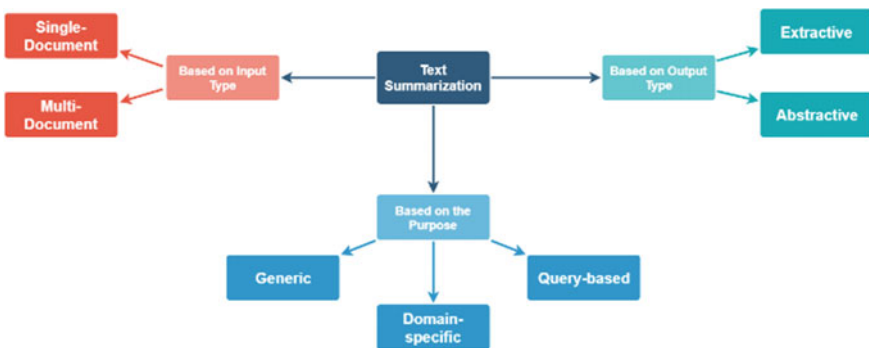 Single-
Document
Based on Input
Type
Multi-
Document
Text
Summarization
Based on Output
Type
Extractive
Abstractive
Based on the
Purpose
Generic
Domain-
specific
Query-based